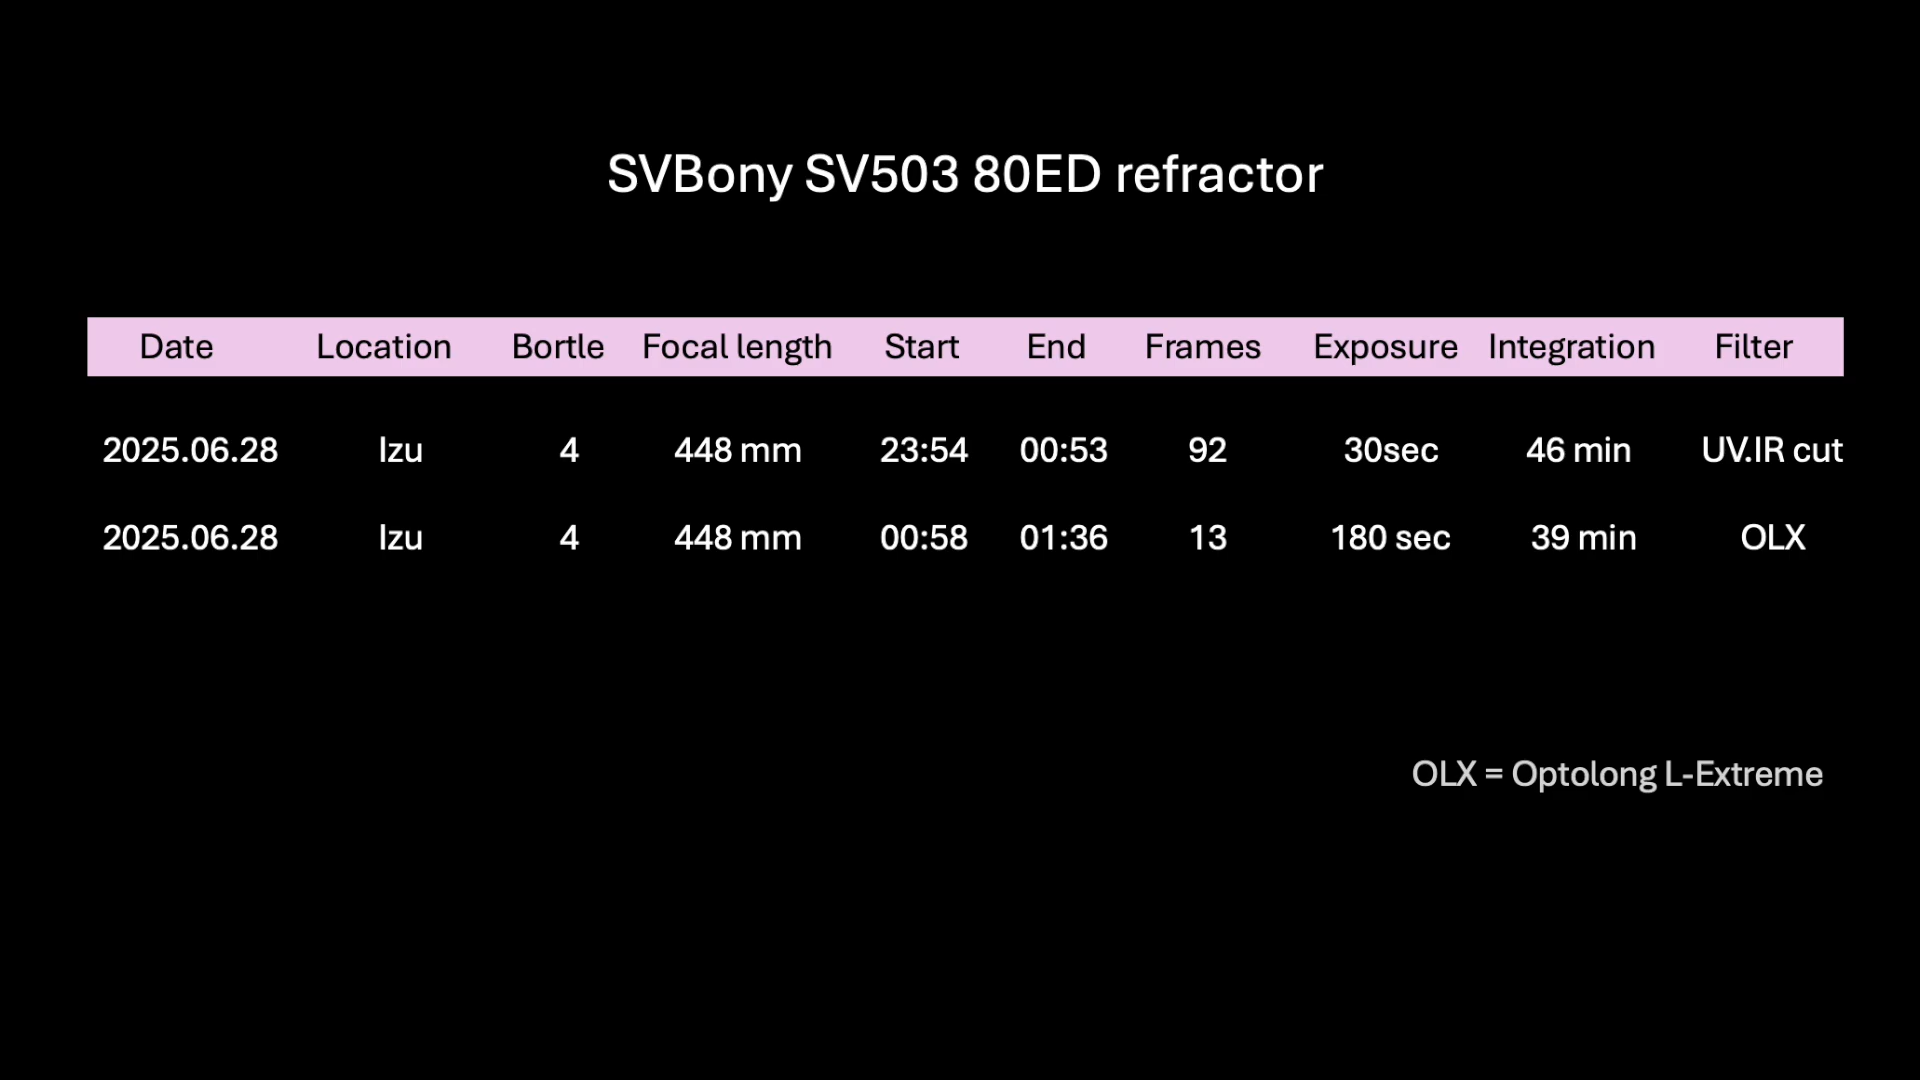 SVBony SV503 80ED refractor
Date Location Bortle Focal length Start End Frames Exposure Integration Filter
2025.06.28 Izu 4 448 mm 23:54 00:53 92 30sec 46 min UV.IR cut
2025.06.28 Izu 4 448 mm 00:58 01:36 13 180 sec 39 min OLX
OLX = Optolong L-Extreme